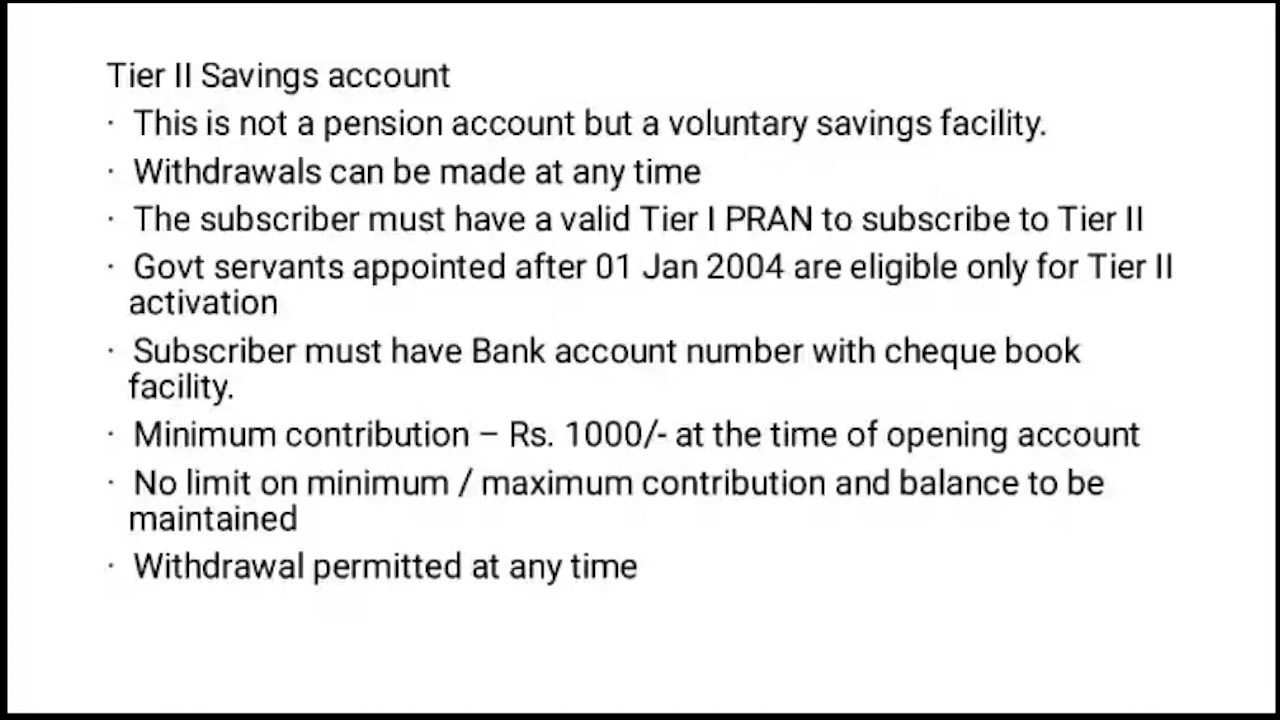 Tier II Savings account
· This is not a pension account but a voluntary savings facility.
· Withdrawals can be made at any time
· The subscriber must have a valid Tier I PRAN to subscribe to Tier II
· Govt servants appointed after 01 Jan 2004 are eligible only for Tier II
activation
· Subscriber must have Bank account number with cheque book
facility.
· Minimum contribution – Rs. 1000/- at the time of opening account
· No limit on minimum / maximum contribution and balance to be
maintained
· Withdrawal permitted at any time